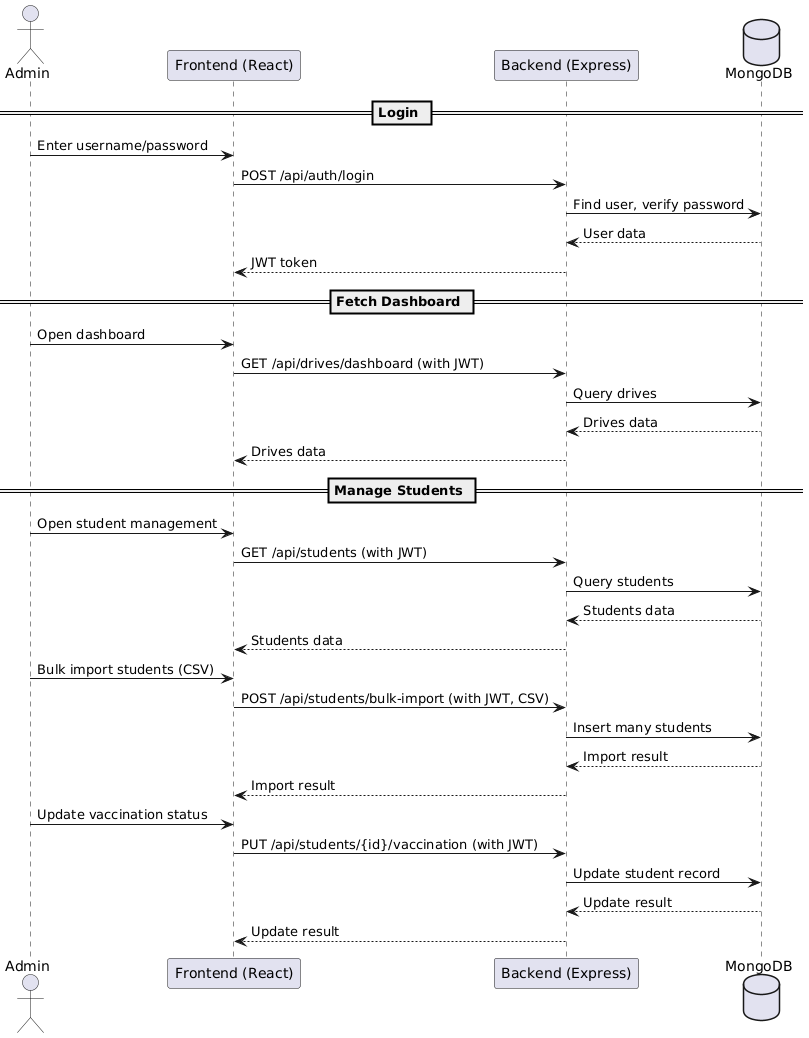 Admin
Frontend (React)
Backend (Express)
MongoDB
Login
Enter username/password
POST /api/auth/login
Find user, verify password
User data
JWT token
Fetch Dashboard
Open dashboard
GET /api/drives/dashboard (with JWT)
Query drives
Drives data
Drives data
Manage Students
Open student management
GET /api/students (with JWT)
Query students
Students data
Students data
Bulk import students (CSV)
POST /api/students/bulk-import (with JWT, CSV)
Insert many students
Import result
Import result
Update vaccination status
PUT /api/students/{id}/vaccination (with JWT)
Update student record
Update result
Update result
Admin
Frontend (React)
Backend (Express)
MongoDB